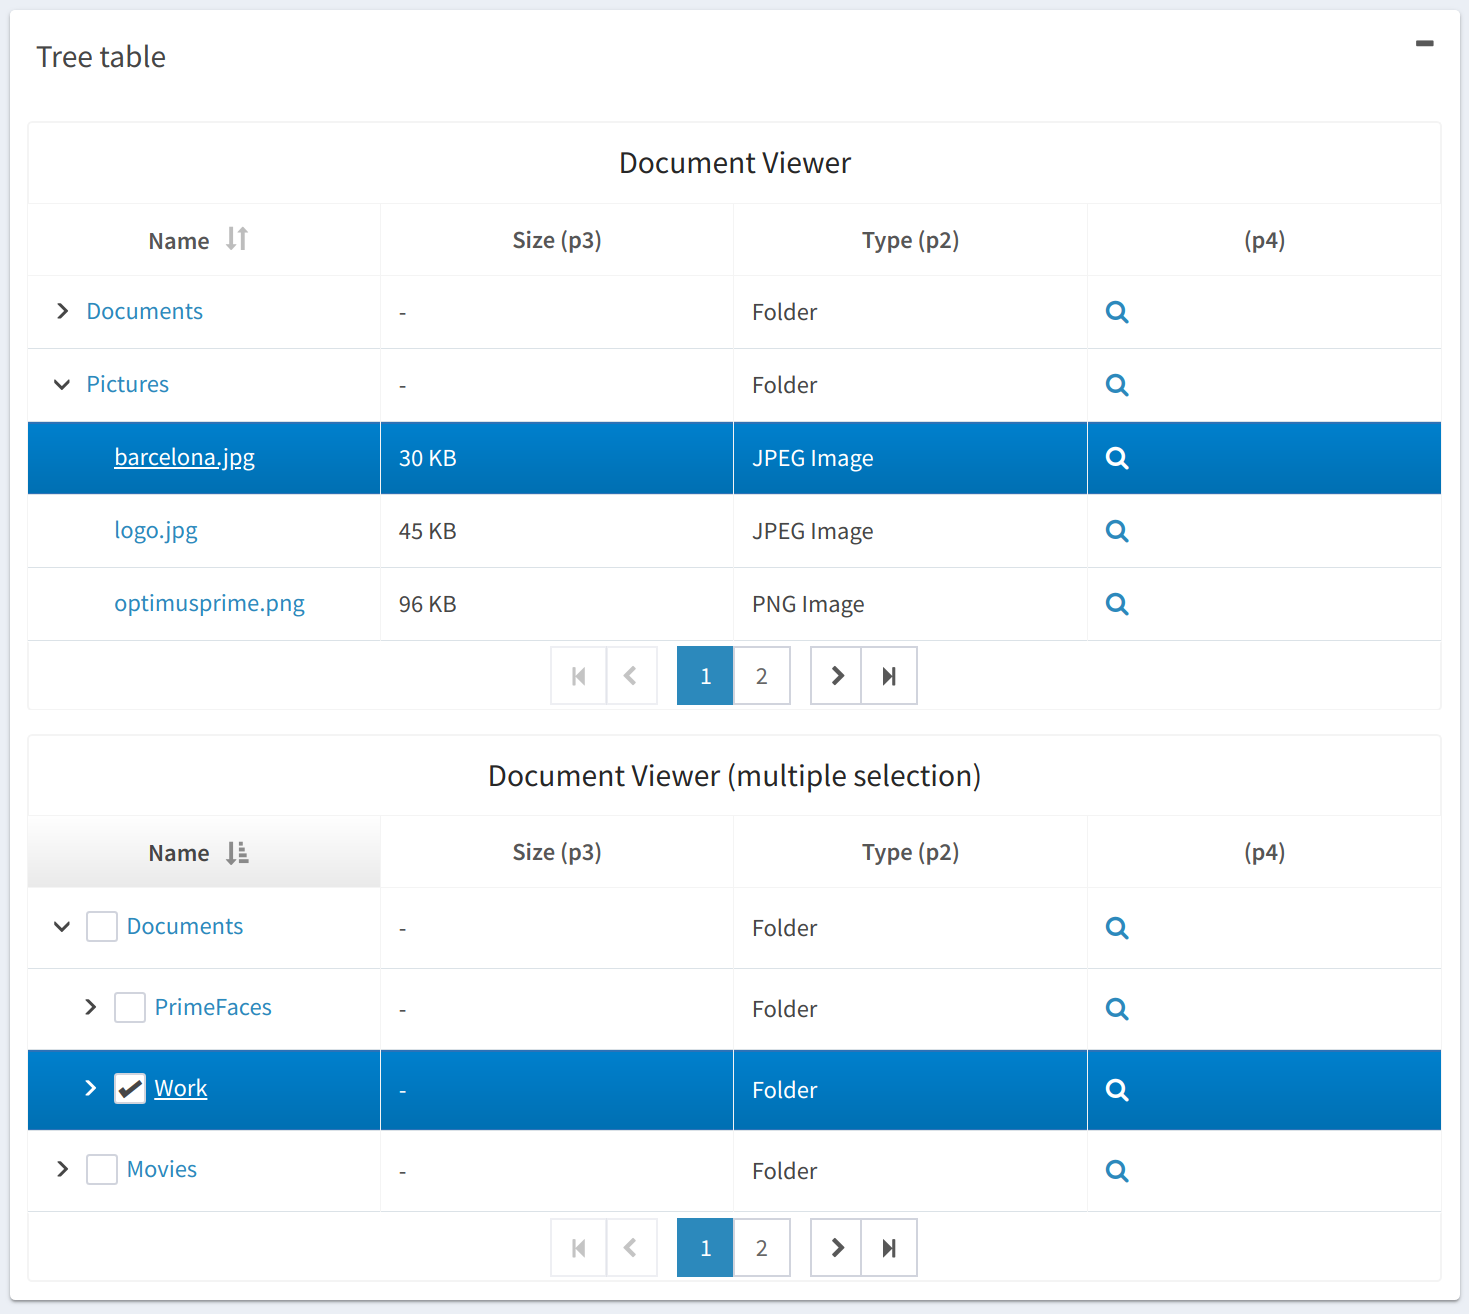 Tree table
Document Viewer
Name Size (p3) Type (p2) (p4)
Documents - Folder
Pictures - Folder
barcelona.jpg 30 KB JPEG Image
logo.jpg 45 KB JPEG Image
optimusprime.png 96 KB PNG Image
1 2
Document Viewer (multiple selection)
Name Size (p3) Type (p2) (p4)
Documents - Folder
PrimeFaces - Folder
Work - Folder
Movies - Folder
1 2